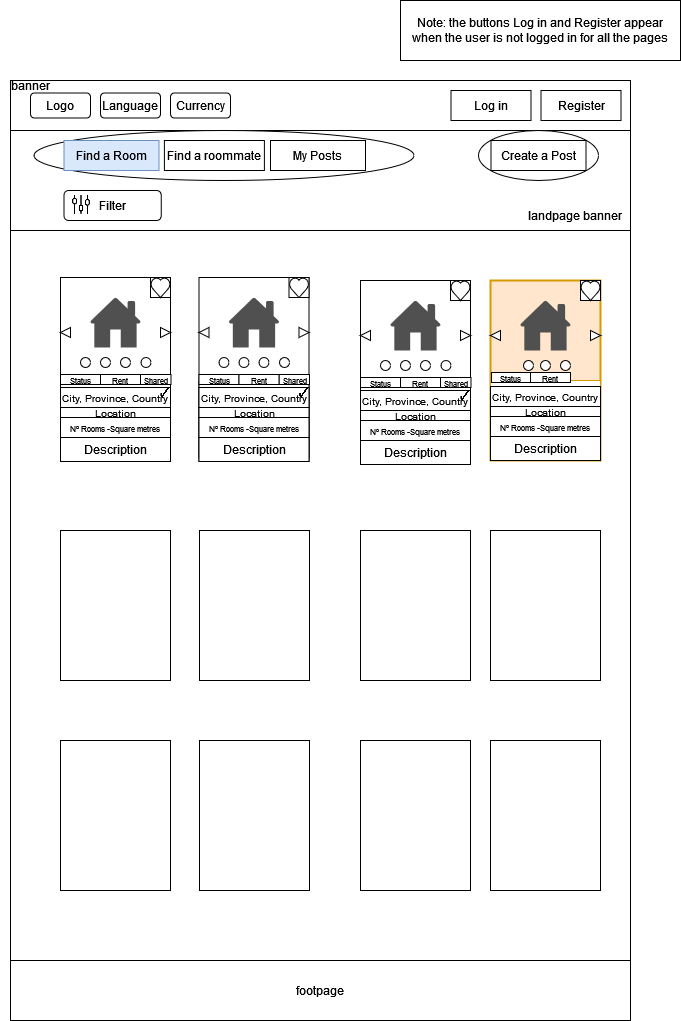 Note: the buttons Log in and Register appear
when the user is not logged in for all the pages
banner
Logo
Language
Currency
Log in
Register
Find a Room
Find a roommate
My Posts
Create a Post
Filter
landpage banner
Status
Rent
Shared
City, Province, Country
Location
Nº Rooms -Square metres
Description
Status
Rent
Shared
City, Province, Country
Location
Nº Rooms -Square metres
Description
Status
Rent
Shared
City, Province, Country
Location
Nº Rooms -Square metres
Description
Status
Rent
City, Province, Country
Location
Nº Rooms -Square metres
Description
footpage